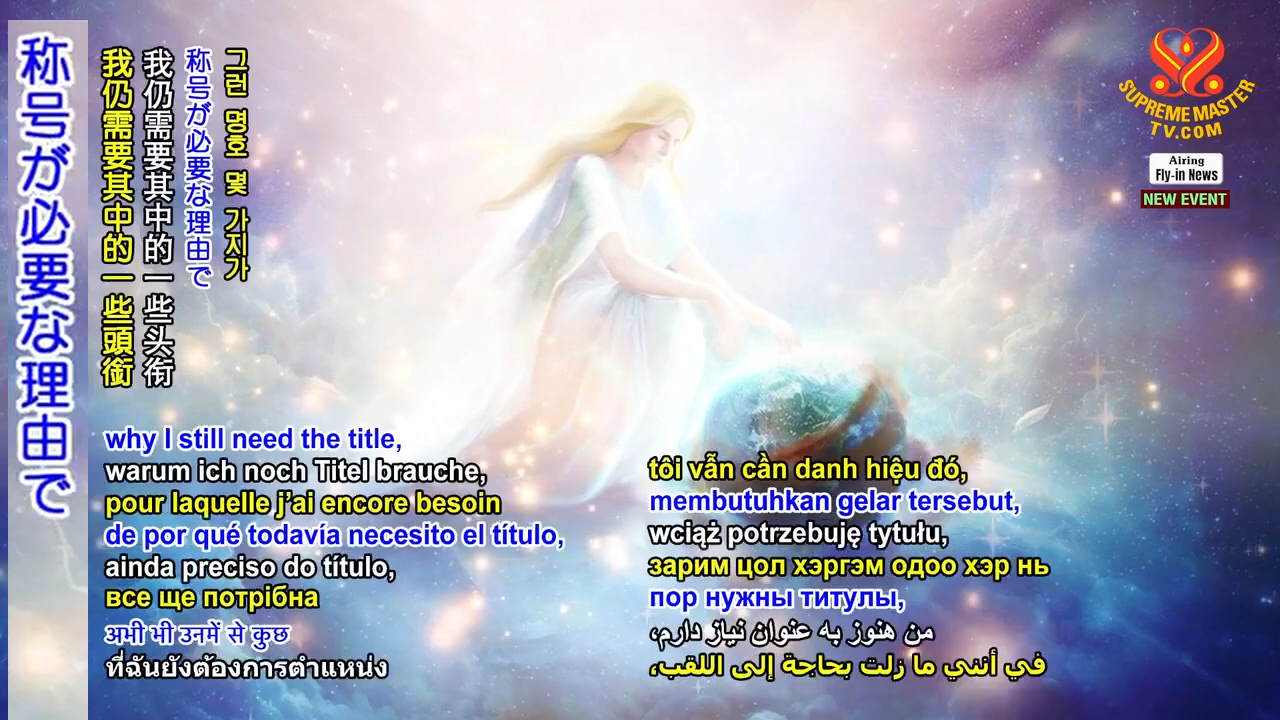 称号が必要な理由で
我仍需要其中的一些頭銜
我仍需要其中的一些头衔
称号が必要な理由で
그런 명호 몇 가지가
SUPREME MASTER
TV.COM
Airing
Fly-in News
NEW EVENT
why I still need the title,
warum ich noch Titel brauche,
pour laquelle j’ai encore besoin
de por qué todavía necesito el título,
ainda preciso do título,
все ще потрібна
अभी भी उनमें से कुछ
ที่ฉันยังต้องการตำแหน่ง
tôi vẫn cần danh hiệu đó,
membutuhkan gelar tersebut,
wciąż potrzebuję tytułu,
зарим цол хэргэм одоо хэр нь
пор нужны титулы,
من هنوز به عنوان نیاز دارم،
في أنني ما زلت بحاجة إلى اللقب،